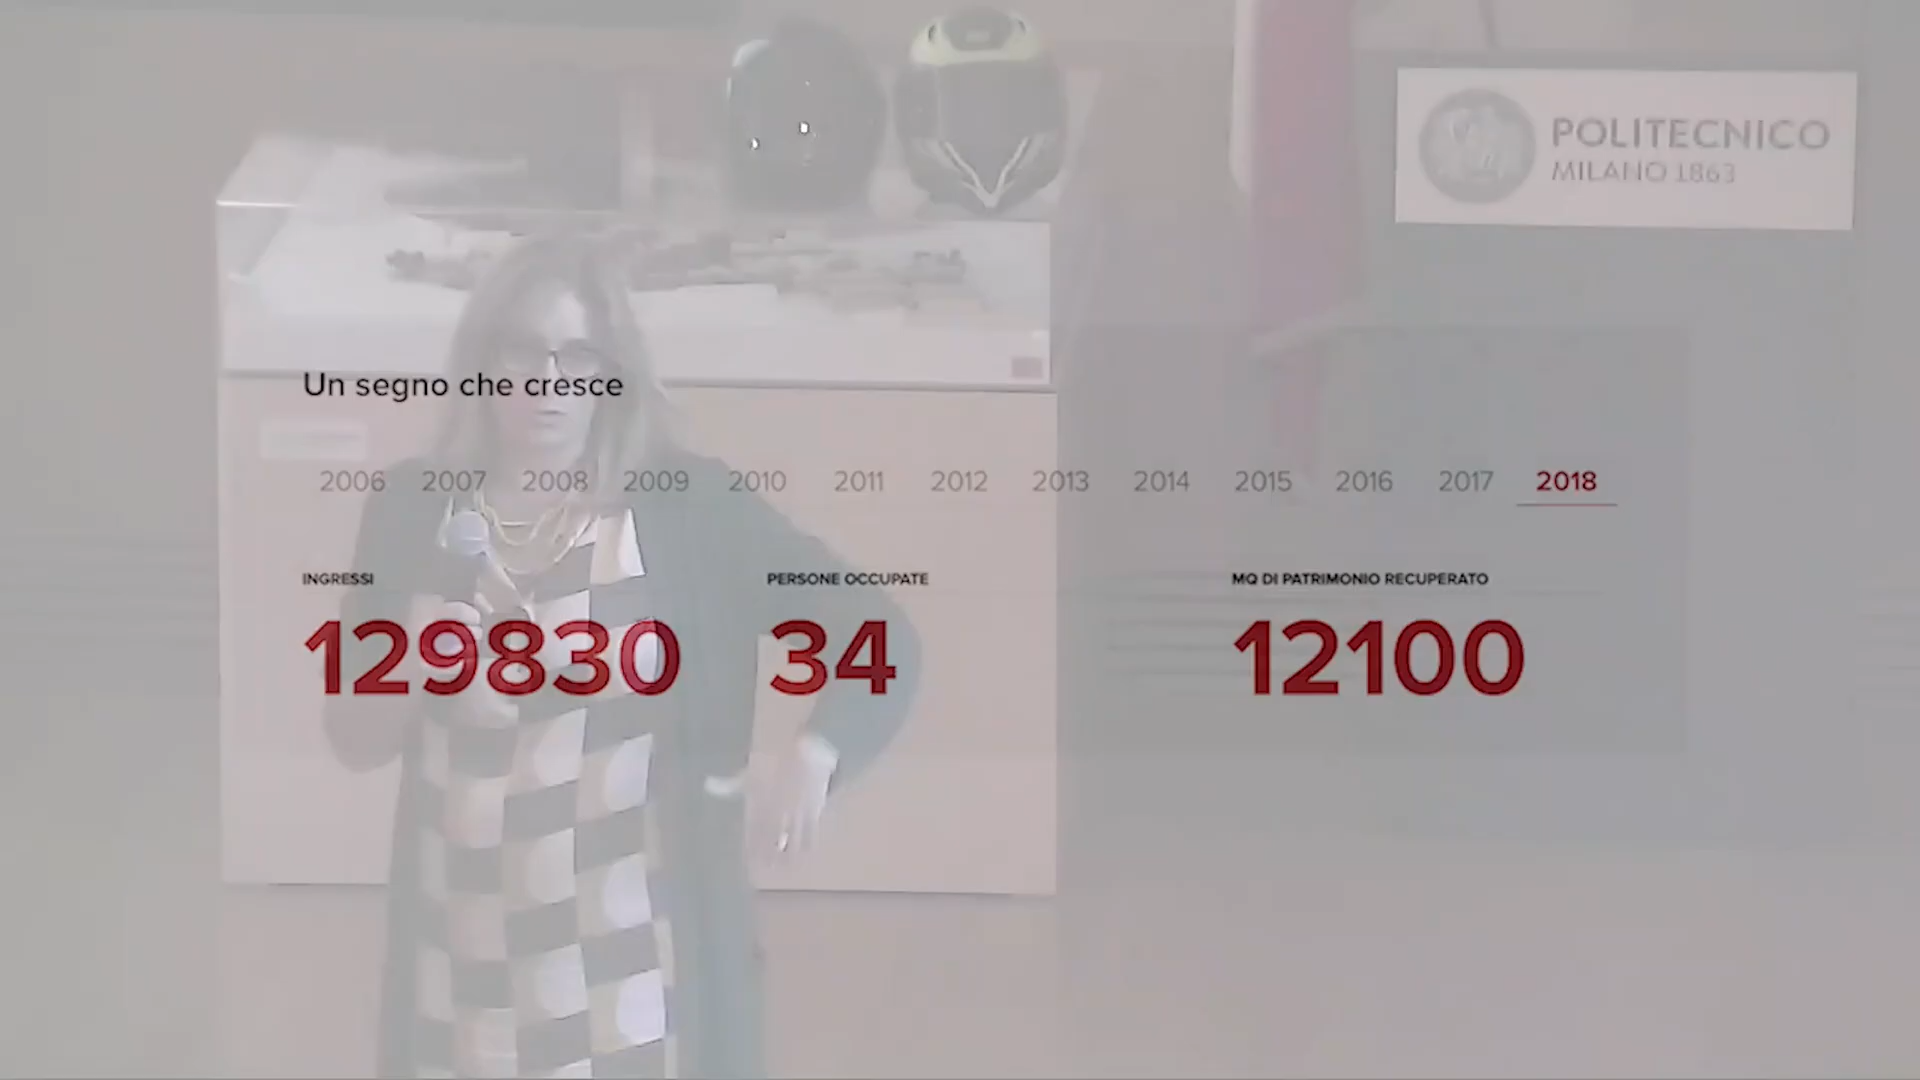 POLITECNICO
MILANO 1863
Un segno che cresce
2006 2007 2008 2009 2010 2011 2012 2013 2014 2015 2016 2017 2018
INGRESSI PERSONE OCCUPATE MQ DI PATRIMONIO RECUPERATO
129830 34 12100